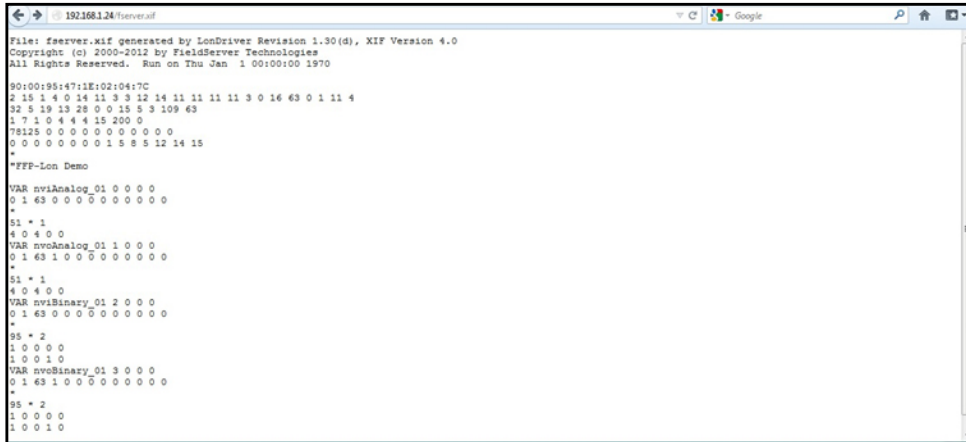 192.168.1.24/fserver.xif
Google
File: fserver.xif generated by LonDriver Revision 1.30(d), XIF Version 4.0
Copyright (c) 2000-2012 by FieldServer Technologies
All Rights Reserved.  Run on Thu Jan  1 00:00:00 1970
90:00:95:47:1E:02:04:7C
2 15 1 4 0 14 11 3 3 12 14 11 11 11 11 3 0 16 63 0 1 11 4
32 5 19 13 28 0 0 15 5 3 109 63
1 7 1 0 4 4 4 15 200 0
78125 0 0 0 0 0 0 0 0 0 0 0
0 0 0 0 0 0 0 0 1 5 8 5 12 14 15
*
"FFP-Lon Demo
VAR nviAnalog_01 0 0 0 0
0 1 63 0 0 0 0 0 0 0 0 0 0
*
51 * 1
4 0 4 0 0
VAR nvoAnalog_01 1 0 0 0
0 1 63 1 0 0 0 0 0 0 0 0 0
*
51 * 1
4 0 4 0 0
VAR nviBinary_01 2 0 0 0
0 1 63 0 0 0 0 0 0 0 0 0 0
*
95 * 2
1 0 0 0 0
1 0 0 1 0
VAR nvoBinary_01 3 0 0 0
0 1 63 1 0 0 0 0 0 0 0 0 0
*
95 * 2
1 0 0 0 0
1 0 0 1 0